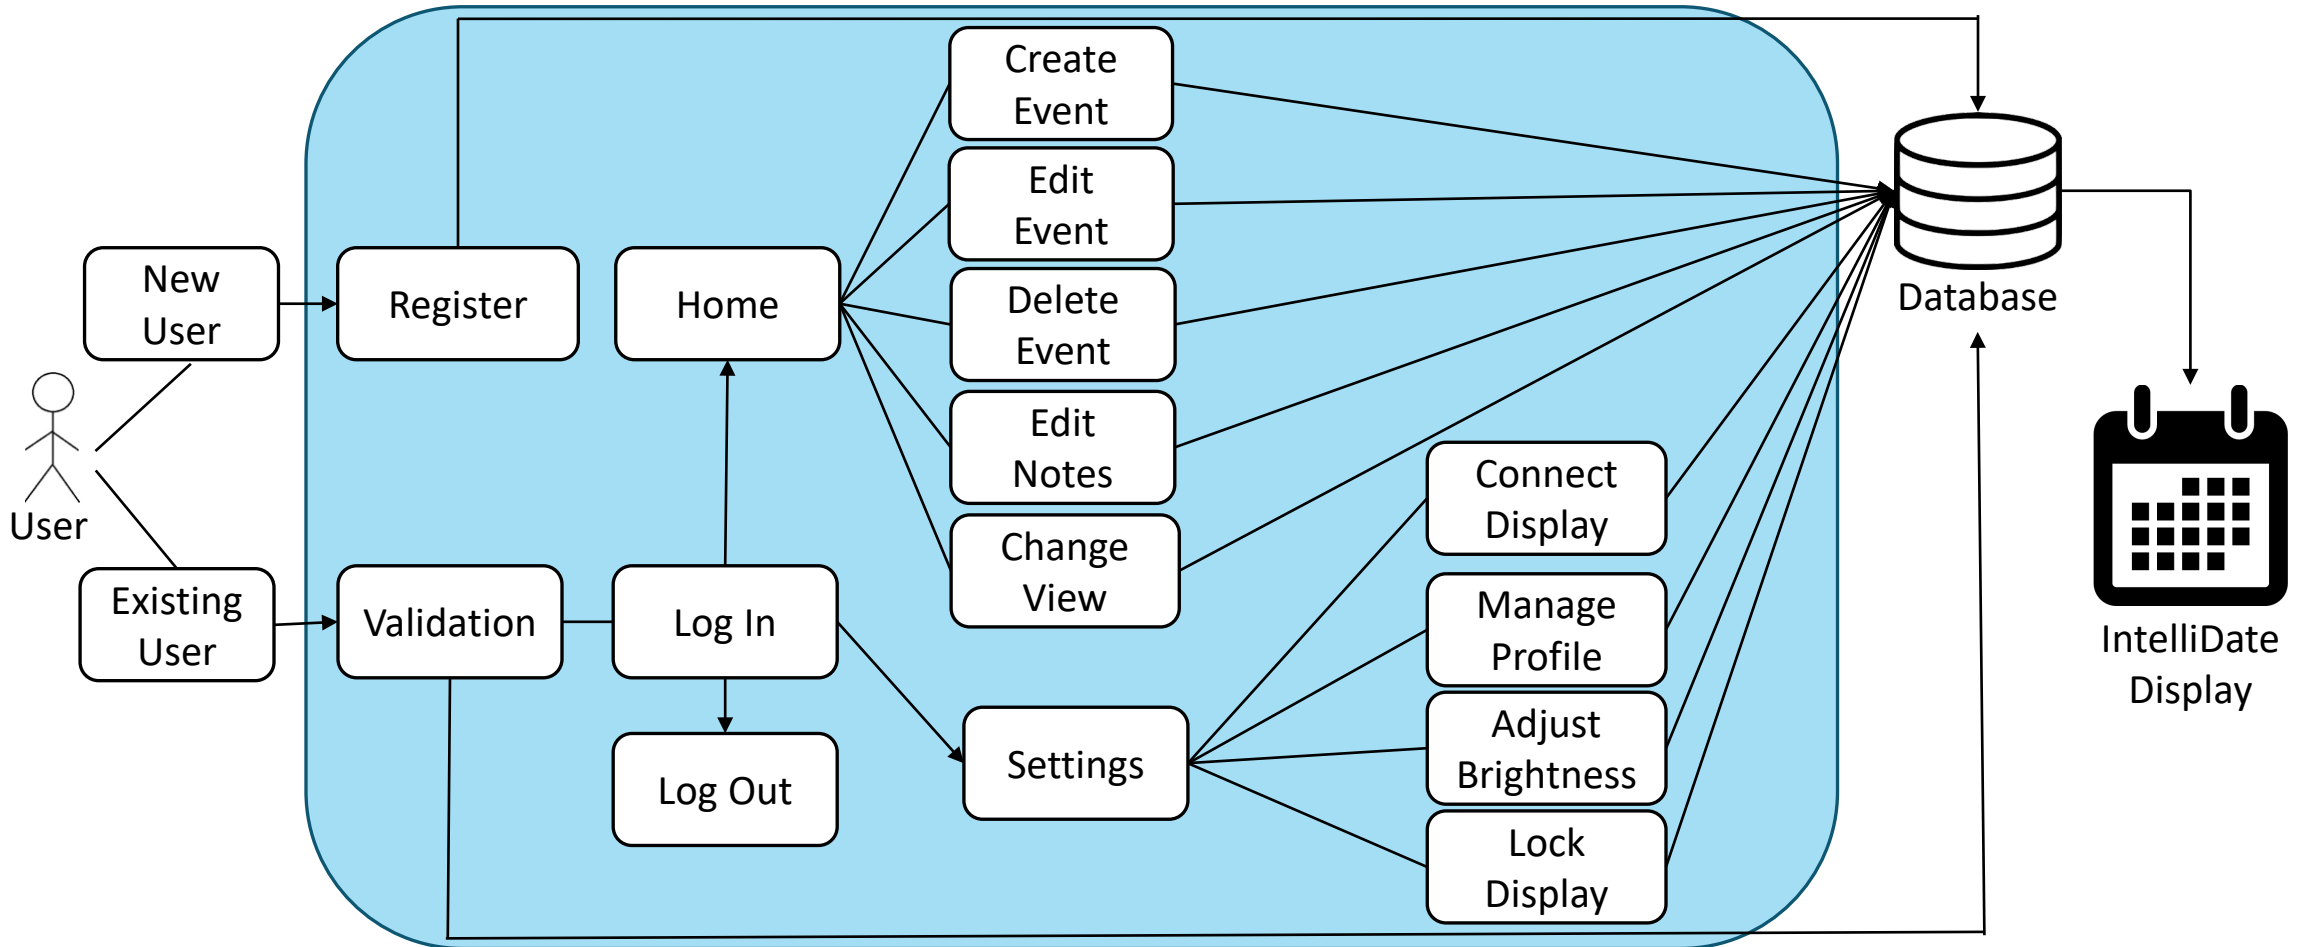 Create
Event
Edit
Event
New
User
Register
Home
Delete
Event
Database
Edit
Notes
User
Connect
Display
Change
View
Existing
User
Validation
Log In
Manage
Profile
IntelliDate
Display
Log Out
Settings
Adjust
Brightness
Lock
Display